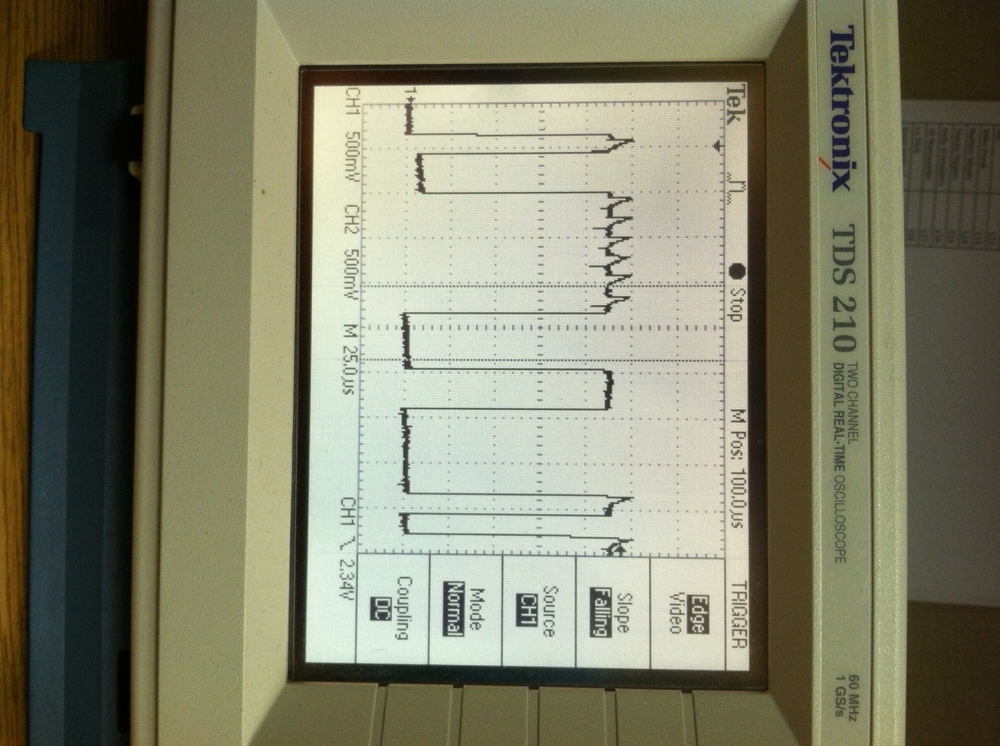 Tektronix TDS 210 TWO CHANNEL
DIGITAL REAL-TIME OSCILLOSCOPE
60 MHz
1 GS/s
Tek Stop M Pos: 100.0µs TRIGGER
Edge
Video
Slope
Falling
Source
CH1
Mode
Normal
Coupling
DC
1
CH1 500mV CH2 500mV M 25.0µs CH1 2.34V